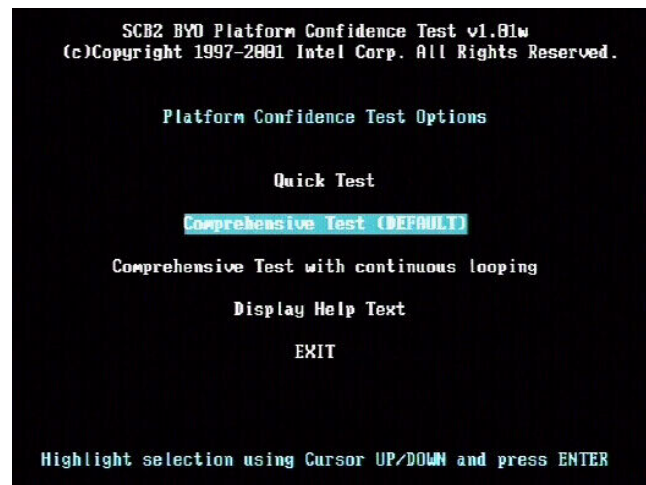 SCB2 BYO Platform Confidence Test v1.01w
(c)Copyright 1997-2001 Intel Corp. All Rights Reserved.
Platform Confidence Test Options
Quick Test
Comprehensive Test (DEFAULT)
Comprehensive Test with continuous looping
Display Help Text
EXIT
Highlight selection using Cursor UP/DOWN and press ENTER